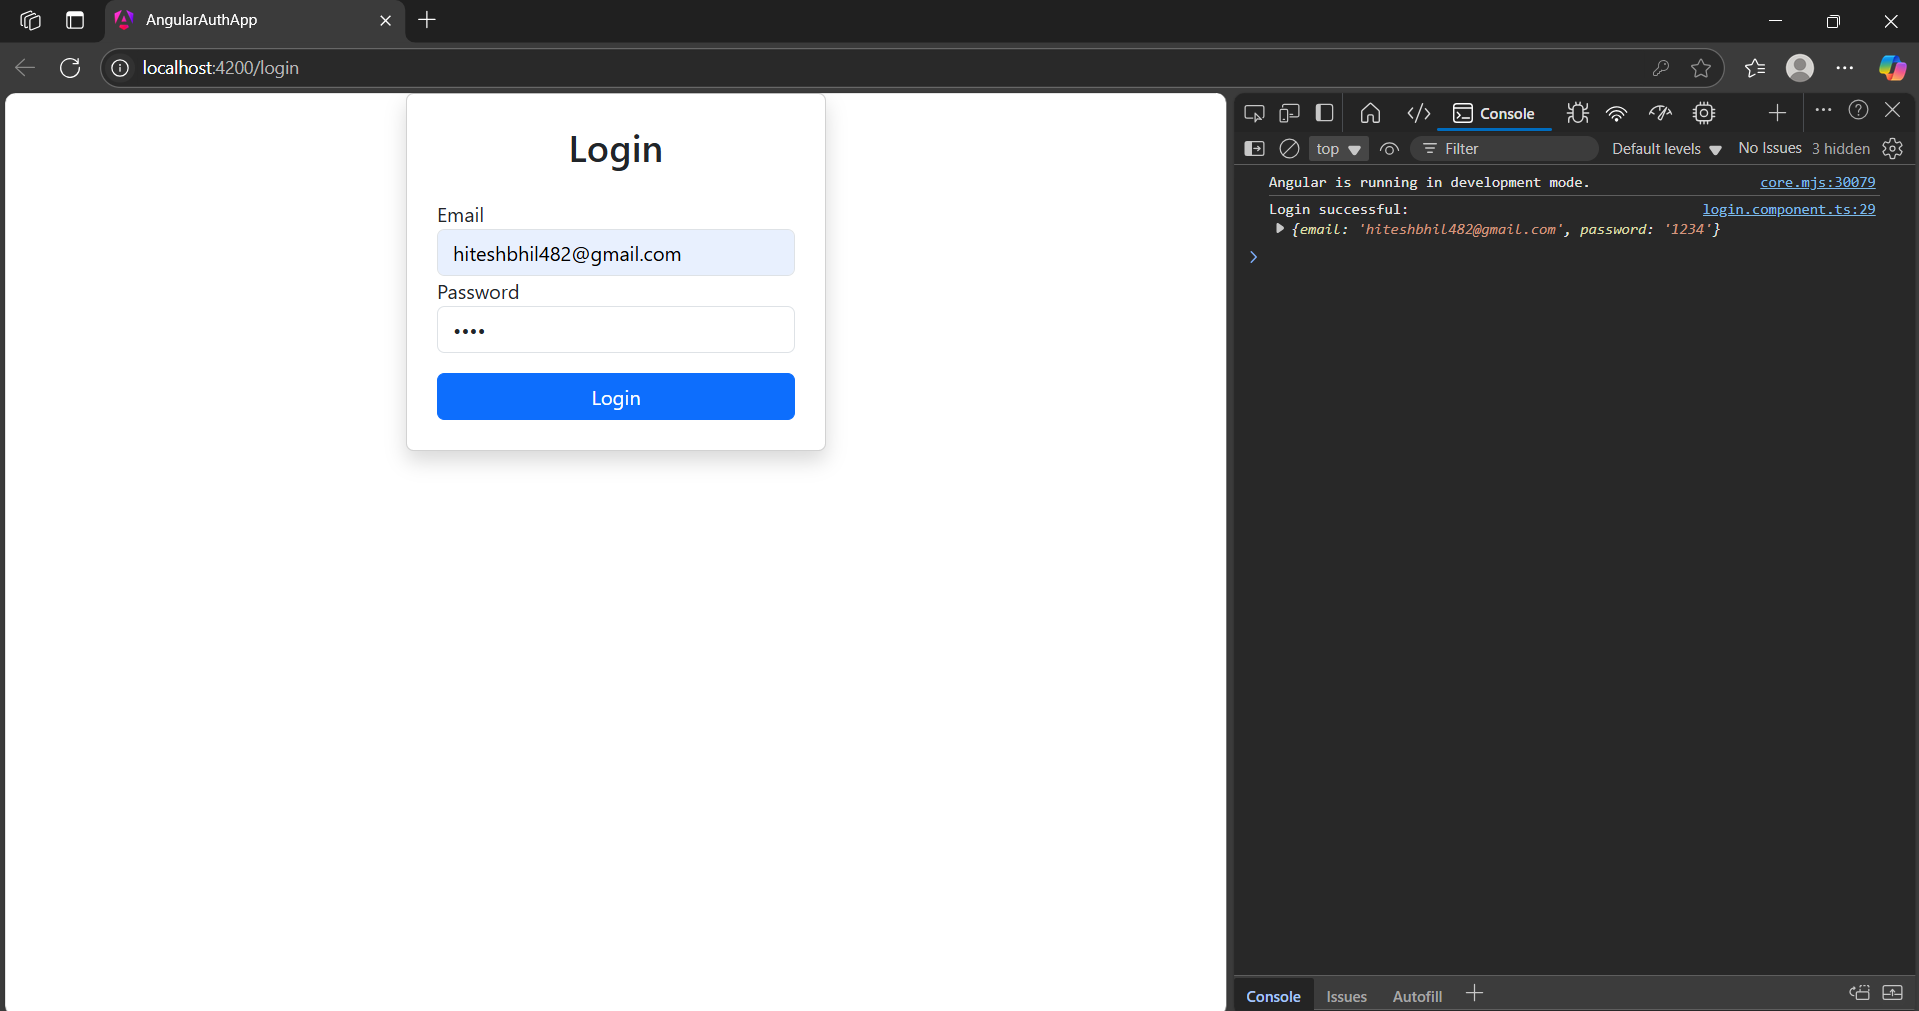 AngularAuthApp
localhost:4200/login
Login
Email
hiteshbhil482@gmail.com
Password
••••
Login
Console
top
Filter
Default levels
No Issues
3 hidden
Angular is running in development mode. core.mjs:30079
Login successful: login.component.ts:29
{email: 'hiteshbhil482@gmail.com', password: '1234'}
Console
Issues
Autofill